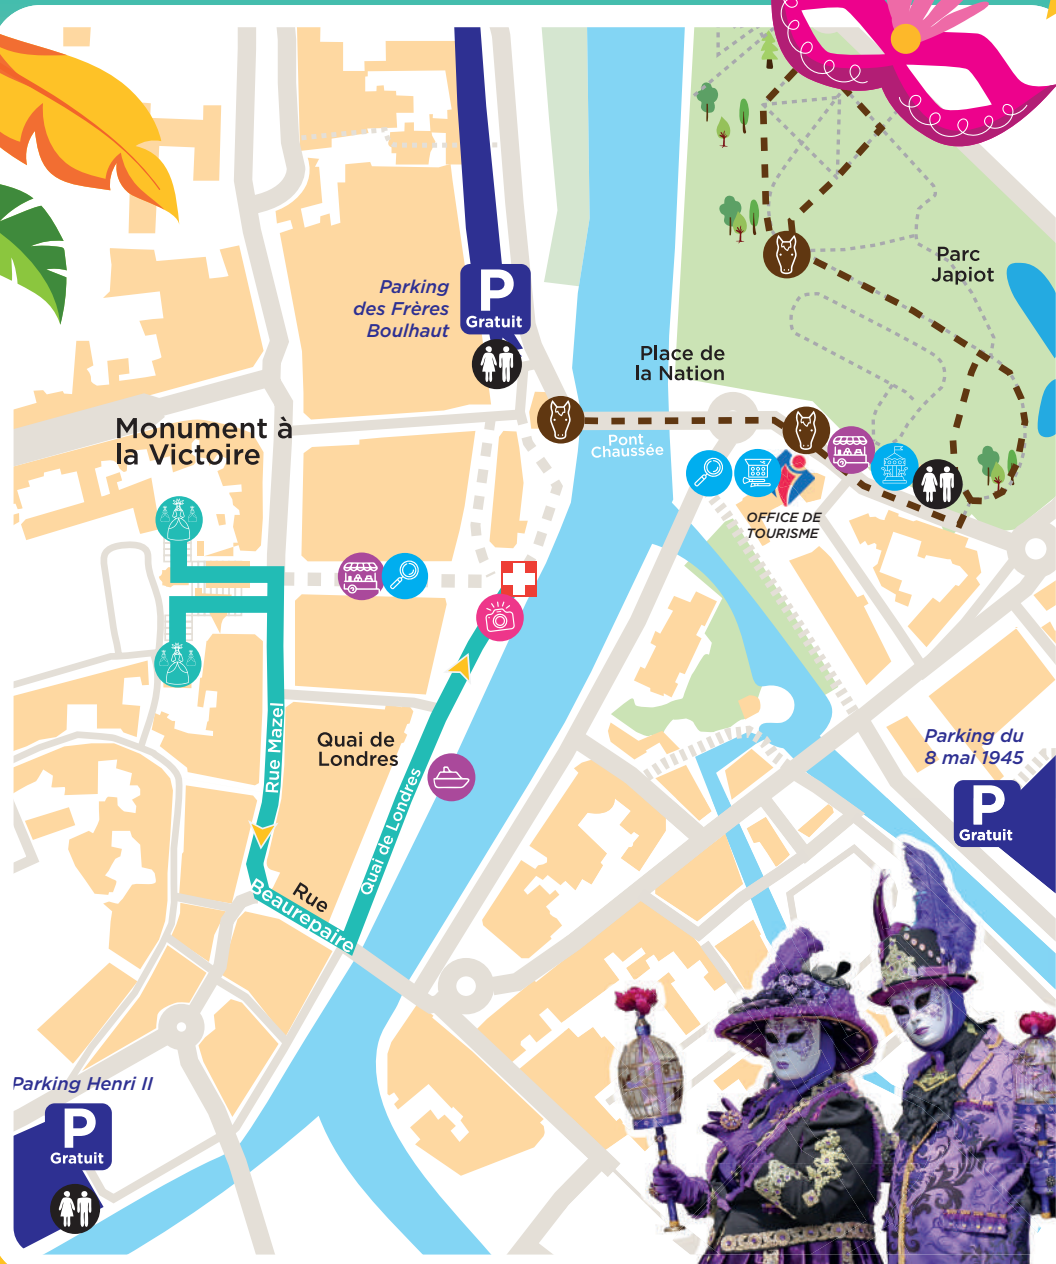 Parking
des Frères
Boulhaut
P
Gratuit
Parc
Japiot
Place de
la Nation
Pont
Chaussée
Monument à
la Victoire
OFFICE DE
TOURISME
Rue Mazel
Quai de
Londres
Quai de Londres
Rue
Beaurepaire
Parking du
8 mai 1945
P
Gratuit
Parking Henri II
P
Gratuit